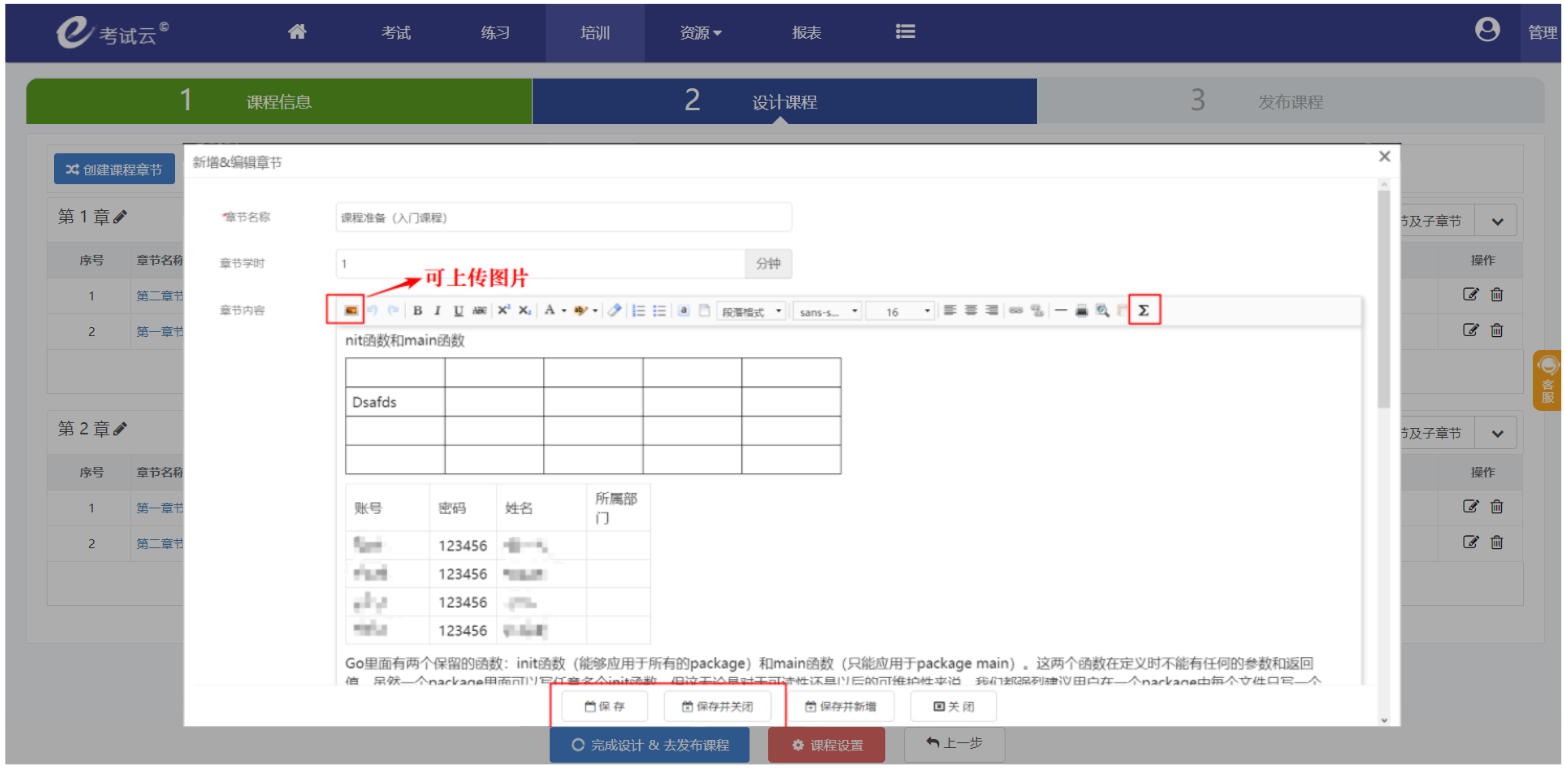 考试云©
考试 练习 培训 资源 报表 管理
1 课程信息 2 设计课程 3 发布课程
创建课程章节
新增&编辑章节
第 1 章
*章节名称 课程准备（入门课程）
节及子章节
序号 章节名称 操作
章节学时 1 分钟
可上传图片
1 第二章节
章节内容 B I U ABC X² X₂ A 段落格式 sans-s... 16 Σ
2 第一章节
nit函数和main函数
Dsafds
客服
第 2 章
节及子章节
序号 章节名称 操作
账号 密码 姓名 所属部门
1 第一章节
2 第二章节
123456
123456
123456
123456
Go里面有两个保留的函数：init函数（能够应用于所有的package）和main函数（只能应用于package main）。这两个函数在定义时不能有任何的参数和返回
值。虽然一个package里面可以写任意多个init函数，但这无论是对于可读性还是以后的可维护性来说，我们都强烈建议用户在一个package中每个文件只写一个
保 存 保存并关闭 保存并新增 关 闭
完成设计 & 去发布课程 课程设置 上一步